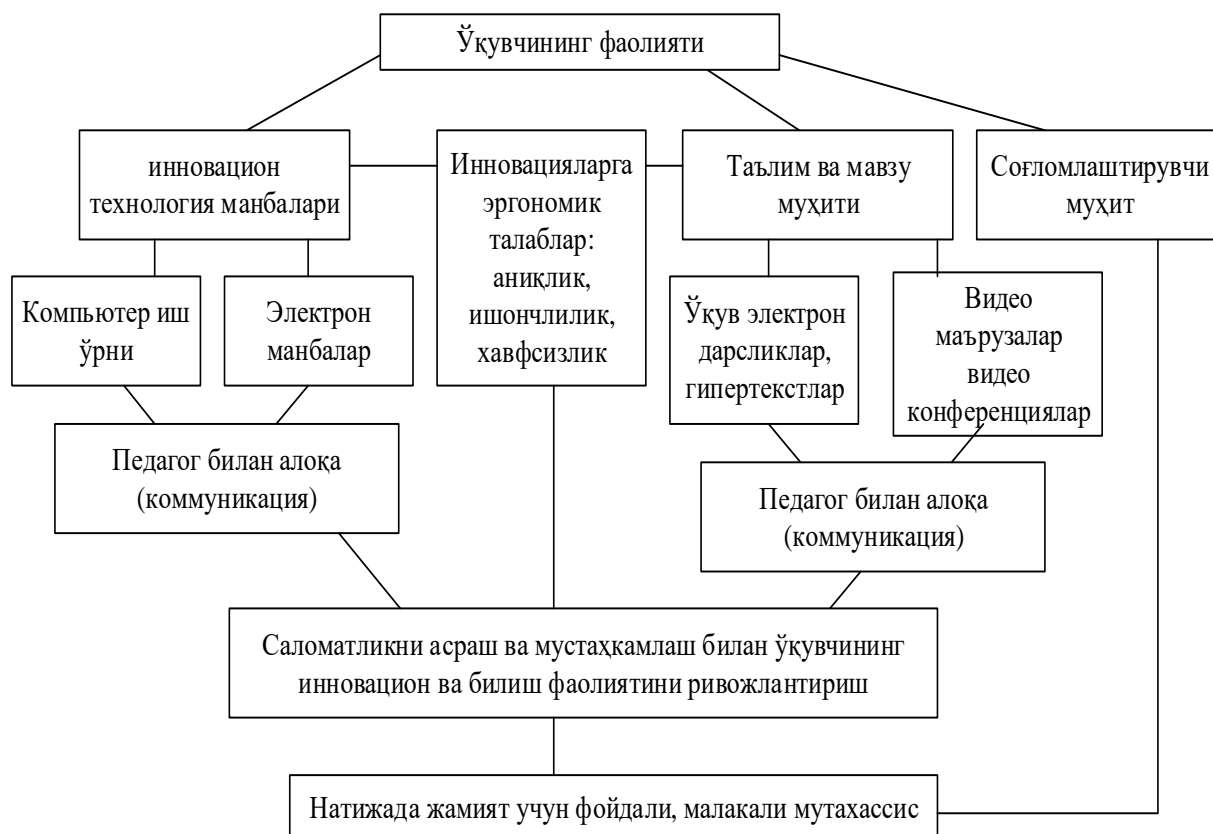 Ўқувчининг фаолияти
инновацион
технология манбалари
Инновацияларга
эргономик
талаблар:
аниқлик,
ишончлилик,
хавфсизлик
Таълим ва мавзу
муҳити
Соғломлаштирувчи
муҳит
Компьютер иш
ўрни
Электрон
манбалар
Ўқув электрон
дарсликлар,
гипертекстлар
Видео
маърузалар
видео
конференциялар
Педагог билан алоқа
(коммуникация)
Педагог билан алоқа
(коммуникация)
Саломатликни асраш ва мустаҳкамлаш билан ўқувчининг
инновацион ва билиш фаолиятини ривожлантириш
Натижада жамият учун фойдали, малакали мутахассис